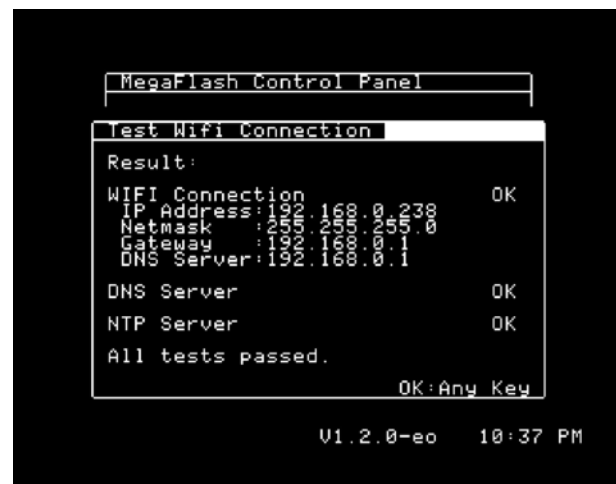 MegaFlash Control Panel
Test Wifi Connection
Result:
WIFI Connection OK
IP Address:192.168.0.238
Netmask :255.255.255.0
Gateway :192.168.0.1
DNS Server:192.168.0.1
DNS Server OK
NTP Server OK
All tests passed.
OK:Any Key
V1.2.0-eo 10:37 PM